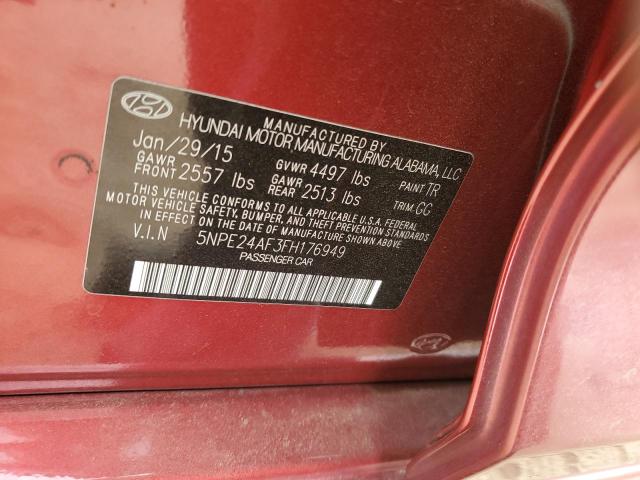 MANUFACTURED BY
HYUNDAI MOTOR MANUFACTURING ALABAMA, LLC
Jan/29/15 GVWR 4497 lbs PAINT TR
GAWR FRONT 2557 lbs GAWR REAR 2513 lbs TRIM GG
THIS VEHICLE CONFORMS TO ALL APPLICABLE U.S.A. FEDERAL
MOTOR VEHICLE SAFETY, BUMPER, AND THEFT PREVENTION STANDARDS
IN EFFECT ON THE DATE OF MANUFACTURE SHOWN ABOVE.
V.I.N 5NPE24AF3FH176949
PASSENGER CAR